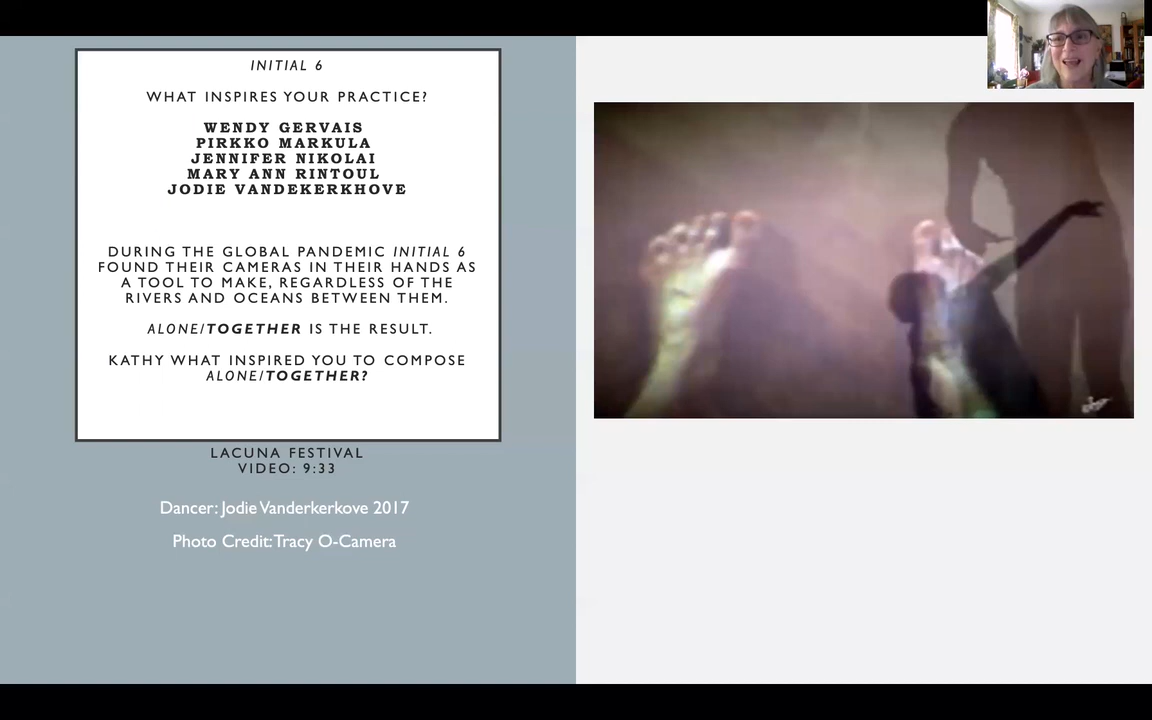 INITIAL 6
WHAT INSPIRES YOUR PRACTICE?
WENDY GERVAIS
PIRKKO MARKULA
JENNIFER NIKOLAI
MARY ANN RINTOUL
JODIE VANDEKERKHOVE
DURING THE GLOBAL PANDEMIC INITIAL 6
FOUND THEIR CAMERAS IN THEIR HANDS AS
A TOOL TO MAKE, REGARDLESS OF THE
RIVERS AND OCEANS BETWEEN THEM.
ALONE/TOGETHER IS THE RESULT.
KATHY WHAT INSPIRED YOU TO COMPOSE
ALONE/TOGETHER?
LACUNA FESTIVAL
VIDEO: 9:33
Dancer: Jodie Vanderkerkove 2017
Photo Credit: Tracy O-Camera